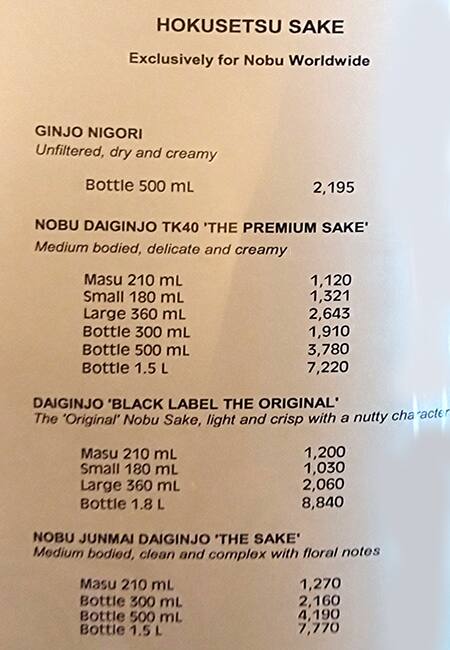 HOKUSETSU SAKE
Exclusively for Nobu Worldwide
GINJO NIGORI
Unfiltered, dry and creamy
Bottle 500 mL 2,195
NOBU DAIGINJO TK40 'THE PREMIUM SAKE'
Medium bodied, delicate and creamy
Masu 210 mL 1,120
Small 180 mL 1,321
Large 360 mL 2,643
Bottle 300 mL 1,910
Bottle 500 mL 3,780
Bottle 1.5 L 7,220
DAIGINJO 'BLACK LABEL THE ORIGINAL'
The 'Original' Nobu Sake, light and crisp with a nutty character
Masu 210 mL 1,200
Small 180 mL 1,030
Large 360 mL 2,060
Bottle 1.8 L 8,840
NOBU JUNMAI DAIGINJO 'THE SAKE'
Medium bodied, clean and complex with floral notes
Masu 210 mL 1,270
Bottle 300 mL 2,160
Bottle 500 mL 4,190
Bottle 1.5 L 7,770